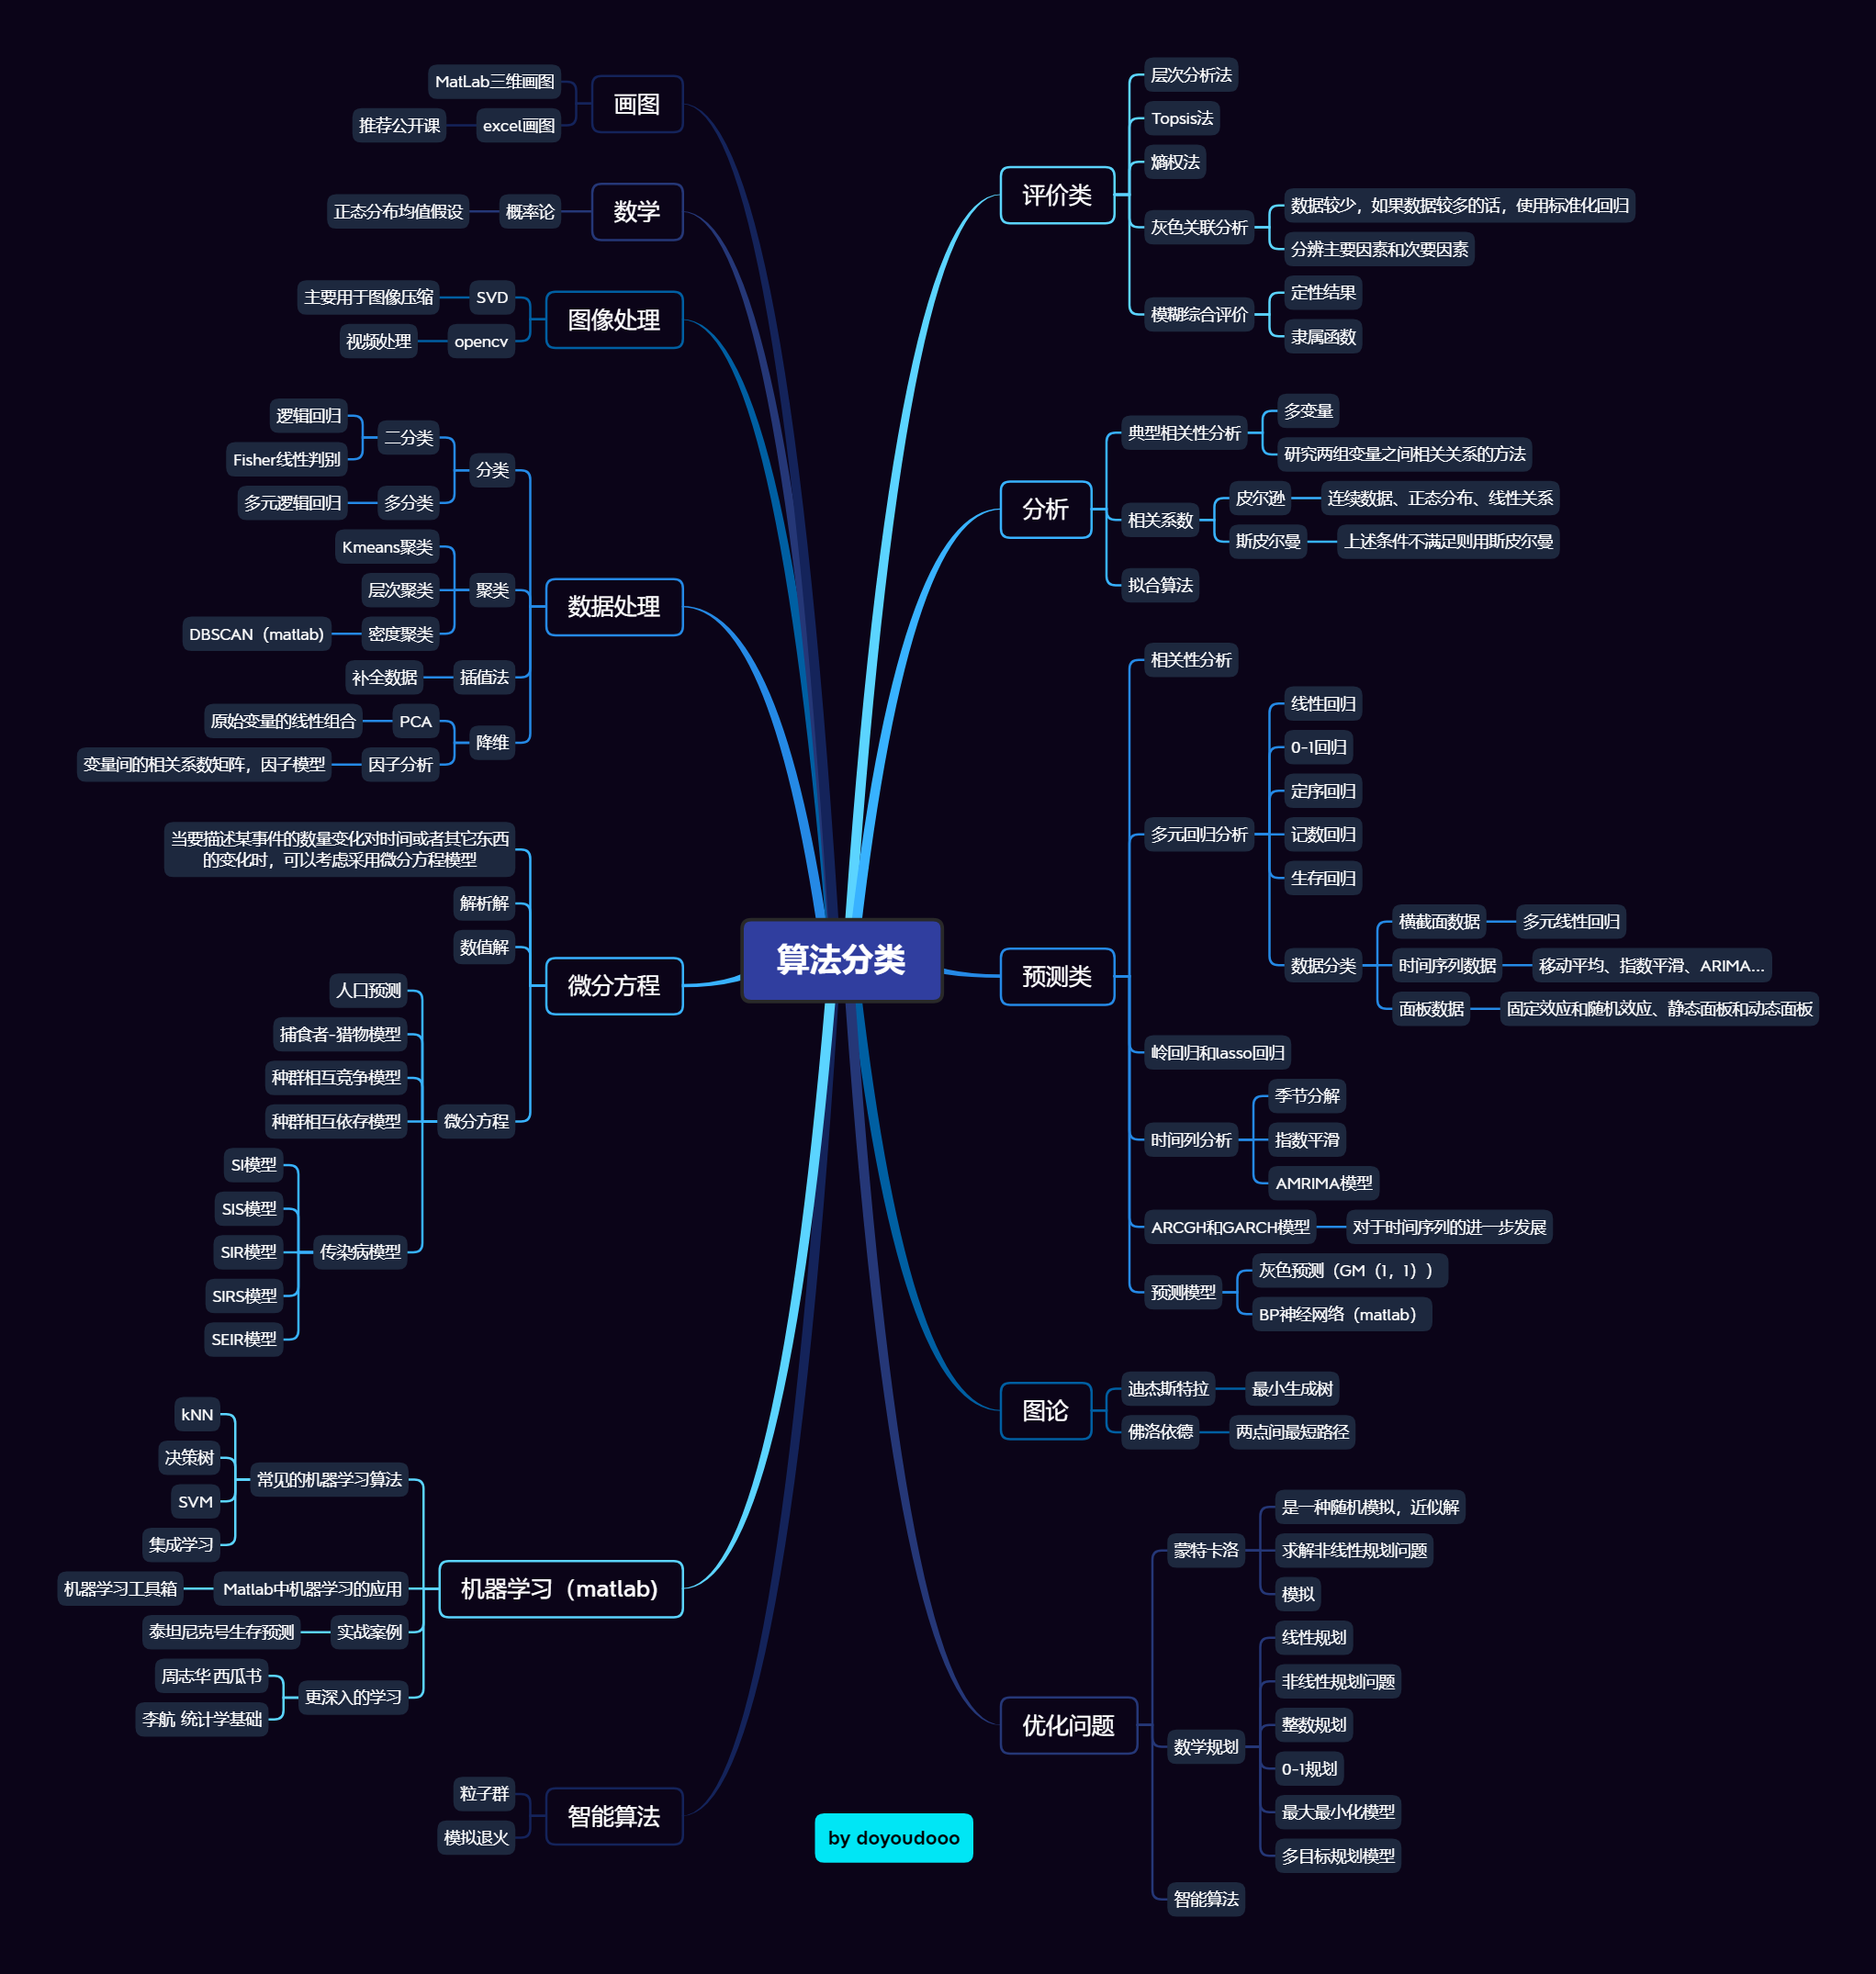 算法分类
评价类
层次分析法
Topsis法
熵权法
灰色关联分析
数据较少，如果数据较多的话，使用标准化回归
分辨主要因素和次要因素
模糊综合评价
定性结果
隶属函数
分析
典型相关性分析
多变量
研究两组变量之间相关关系的方法
相关系数
皮尔逊
连续数据、正态分布、线性关系
斯皮尔曼
上述条件不满足则用斯皮尔曼
拟合算法
预测类
相关性分析
多元回归分析
线性回归
0-1回归
定序回归
记数回归
生存回归
数据分类
横截面数据
多元线性回归
时间序列数据
移动平均、指数平滑、ARIMA...
面板数据
固定效应和随机效应、静态面板和动态面板
岭回归和lasso回归
时间列分析
季节分解
指数平滑
AMRIMA模型
ARCGH和GARCH模型
对于时间序列的进一步发展
预测模型
灰色预测（GM（1，1））
BP神经网络（matlab）
图论
迪杰斯特拉
最小生成树
佛洛依德
两点间最短路径
优化问题
蒙特卡洛
是一种随机模拟，近似解
求解非线性规划问题
模拟
数学规划
线性规划
非线性规划问题
整数规划
0-1规划
最大最小化模型
多目标规划模型
智能算法
画图
MatLab三维画图
excel画图
推荐公开课
数学
概率论
正态分布均值假设
图像处理
SVD
主要用于图像压缩
opencv
视频处理
数据处理
分类
二分类
逻辑回归
Fisher线性判别
多分类
多元逻辑回归
聚类
Kmeans聚类
层次聚类
密度聚类
DBSCAN（matlab）
插值法
补全数据
降维
PCA
原始变量的线性组合
因子分析
变量间的相关系数矩阵，因子模型
微分方程
当要描述某事件的数量变化对时间或者其它东西
的变化时，可以考虑采用微分方程模型
解析解
数值解
微分方程
人口预测
捕食者-猎物模型
种群相互竞争模型
种群相互依存模型
传染病模型
SI模型
SIS模型
SIR模型
SIRS模型
SEIR模型
机器学习（matlab）
常见的机器学习算法
kNN
决策树
SVM
集成学习
Matlab中机器学习的应用
机器学习工具箱
实战案例
泰坦尼克号生存预测
更深入的学习
周志华 西瓜书
李航 统计学基础
智能算法
粒子群
模拟退火
by doyoudooo